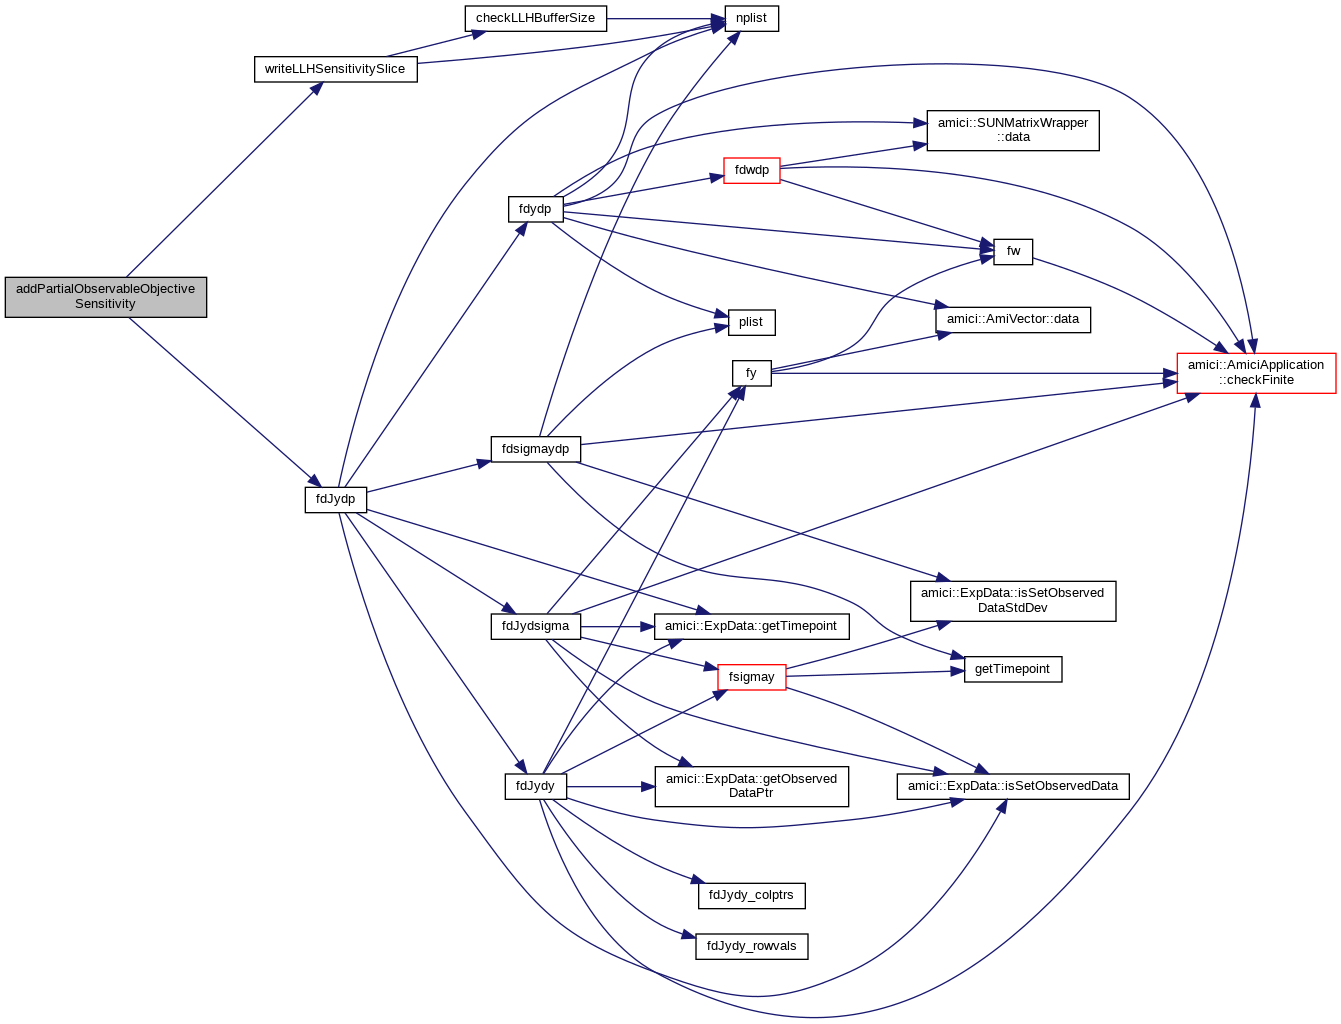 checkLLHBufferSize
nplist
writeLLHSensitivitySlice
amici::SUNMatrixWrapper
::data
fdwdp
fdydp
fw
addPartialObservableObjective
Sensitivity
plist
amici::AmiVector::data
fy
amici::AmiciApplication
::checkFinite
fdsigmaydp
fdJydp
amici::ExpData::isSetObserved
DataStdDev
fdJydsigma
amici::ExpData::getTimepoint
getTimepoint
fsigmay
fdJydy
amici::ExpData::getObserved
DataPtr
amici::ExpData::isSetObservedData
fdJydy_colptrs
fdJydy_rowvals